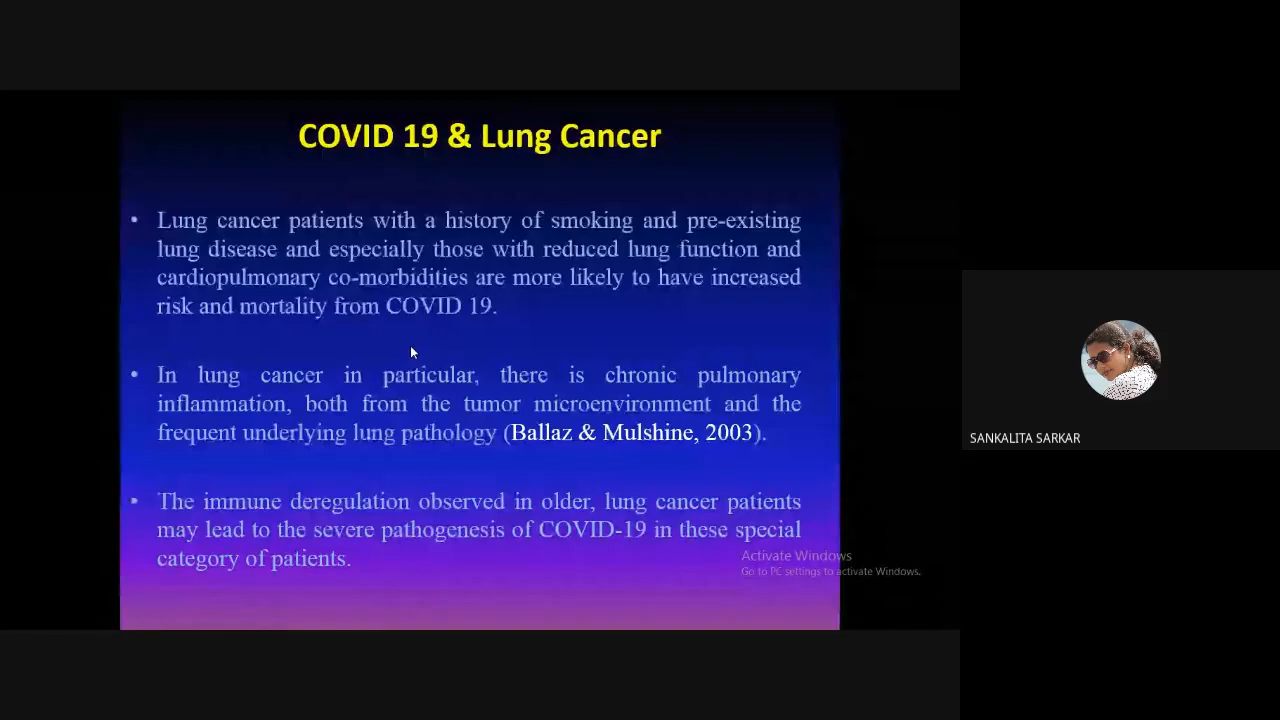 COVID 19 & Lung Cancer
• Lung cancer patients with a history of smoking and pre-existing
lung disease and especially those with reduced lung function and
cardiopulmonary co-morbidities are more likely to have increased
risk and mortality from COVID 19.
• In lung cancer in particular, there is chronic pulmonary
inflammation, both from the tumor microenvironment and the
frequent underlying lung pathology (Ballaz & Mulshine, 2003).
• The immune deregulation observed in older, lung cancer patients
may lead to the severe pathogenesis of COVID-19 in these special
category of patients.
Activate Windows
Go to PC settings to activate Windows.
SANKALITA SARKAR